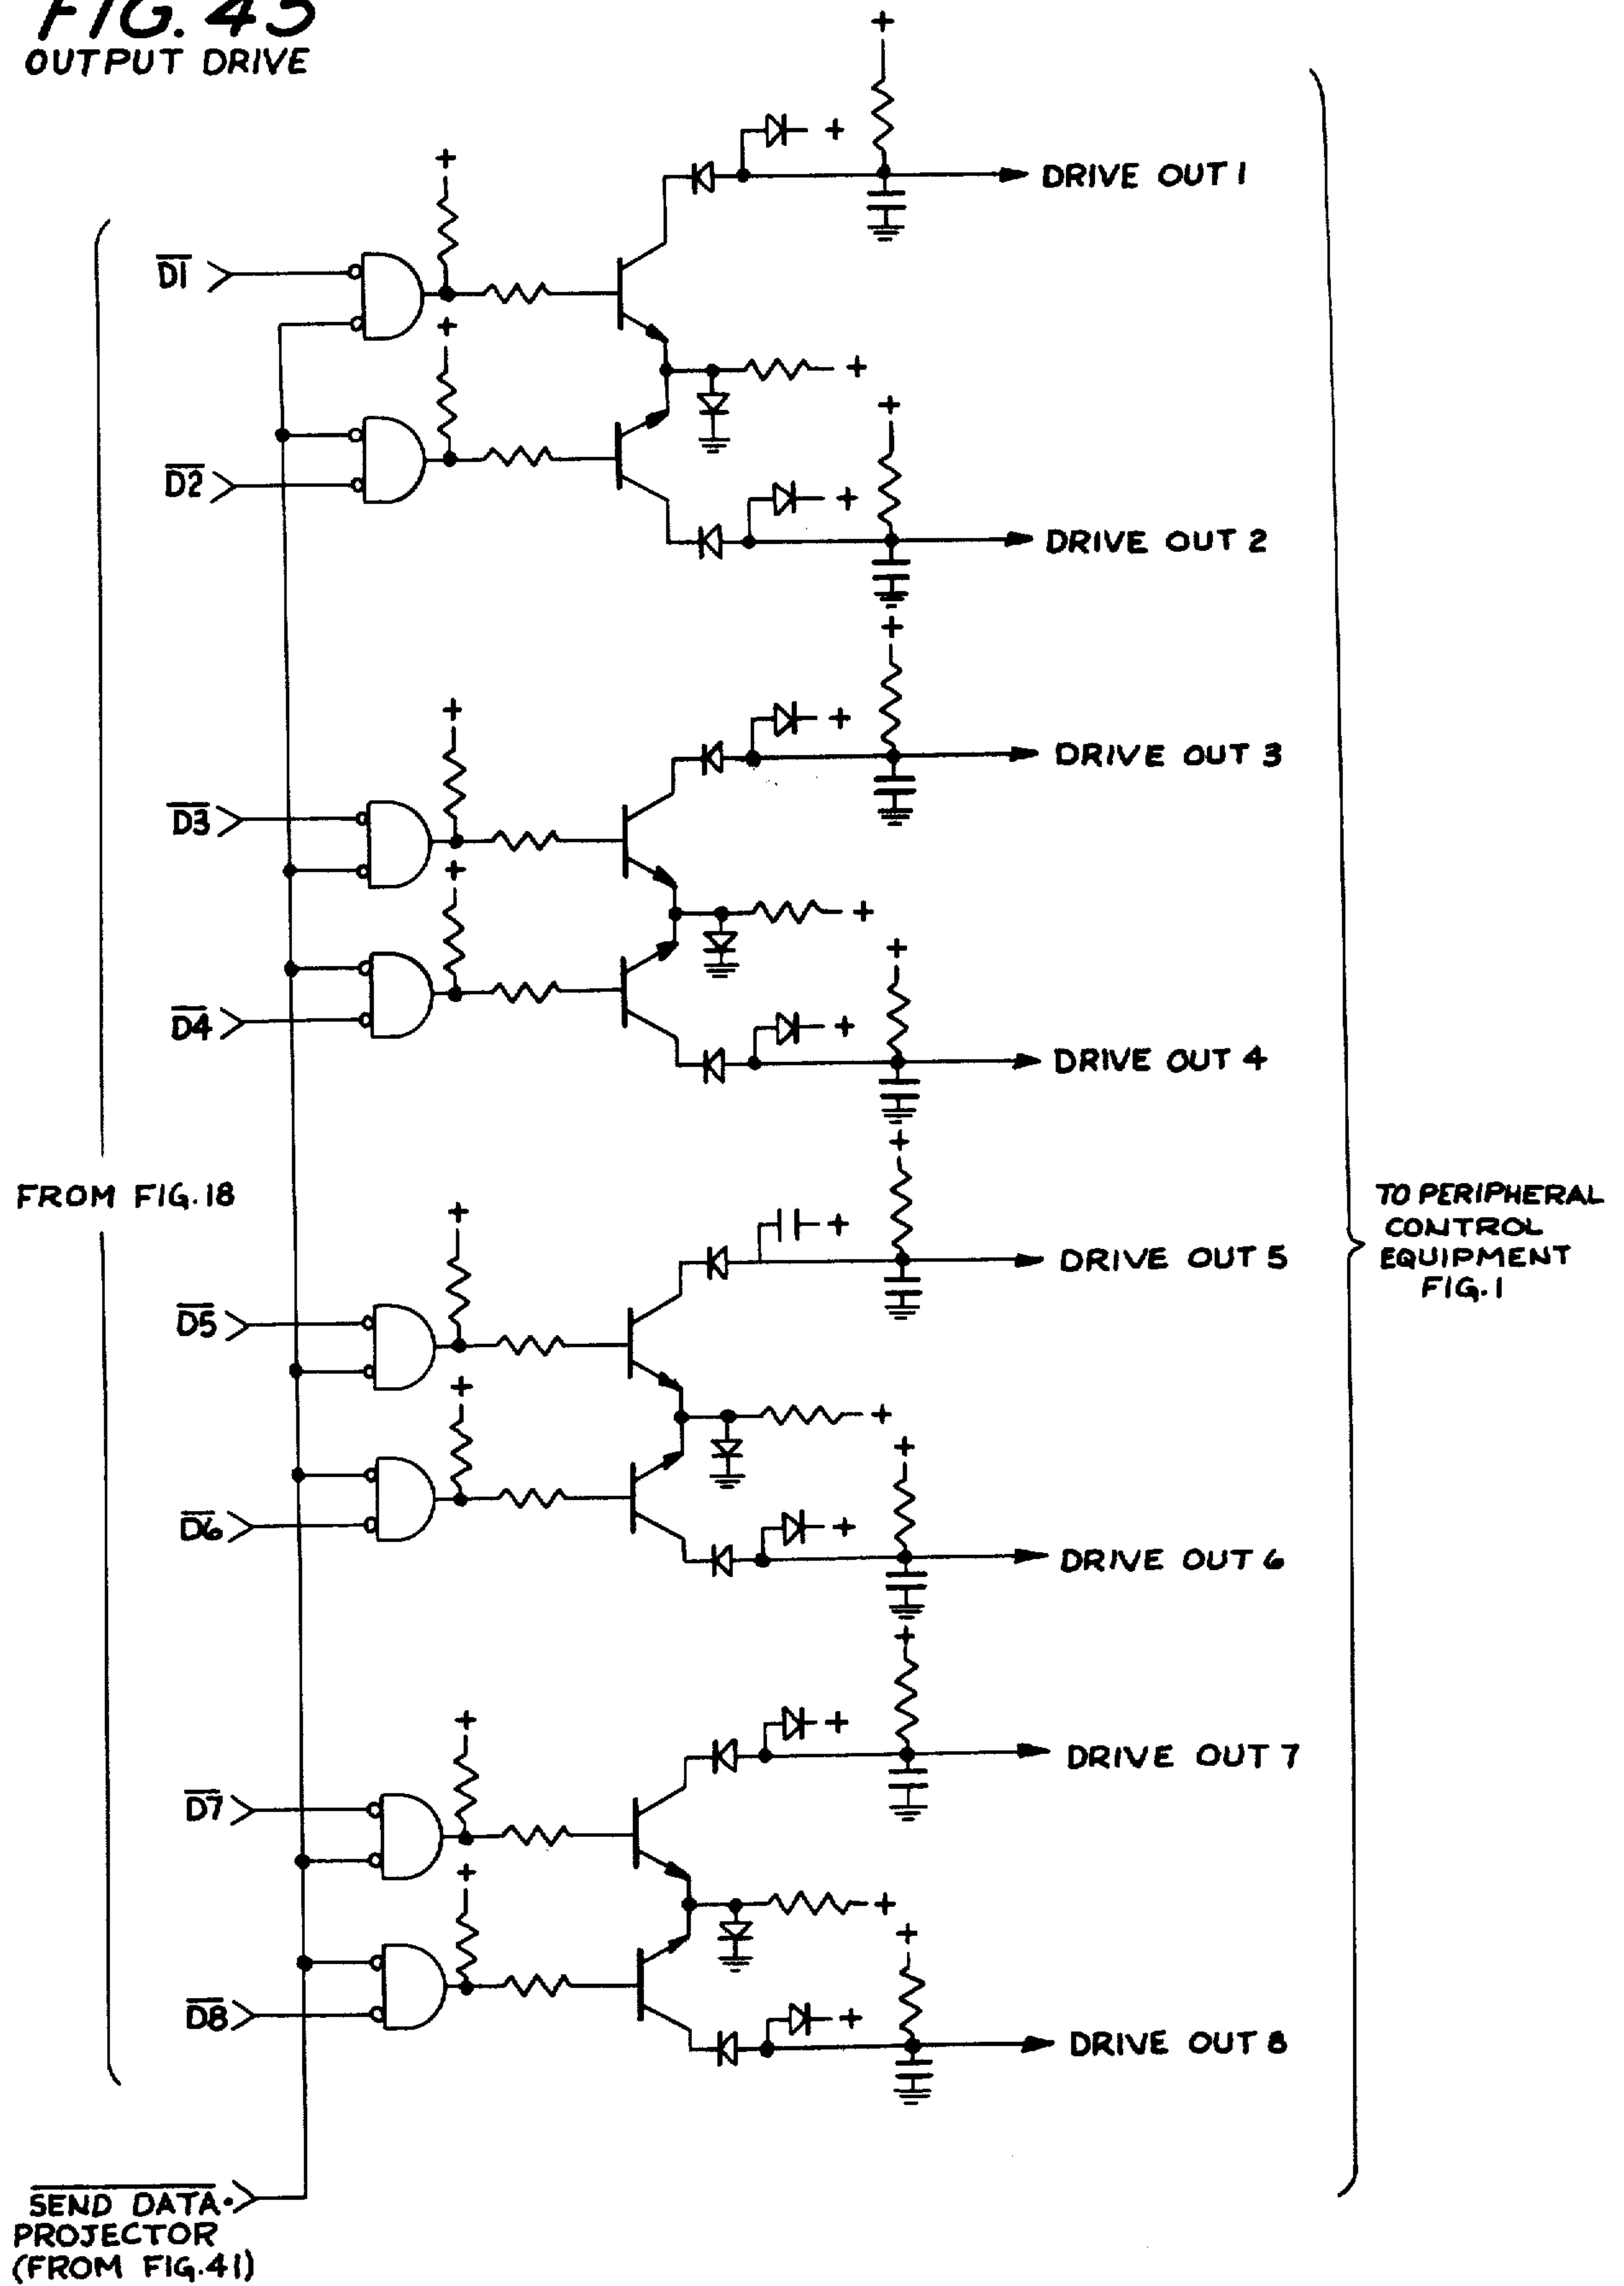 FIG. 43
OUTPUT DRIVE
+
+
DRIVE OUT 1
+
D1
+
+
+
D2
+
DRIVE OUT 2
+
+
+
DRIVE OUT 3
D3
+
+
+
D4
+
DRIVE OUT 4
+
FROM FIG. 18
TO PERIPHERAL
CONTROL
EQUIPMENT
FIG. 1
+
+
DRIVE OUT 5
D5
+
+
+
D6
+
DRIVE OUT 6
+
+
+
DRIVE OUT 7
D7
+
+
+
D8
+
DRIVE OUT 8
SEND DATA·
PROJECTOR
(FROM FIG. 41)